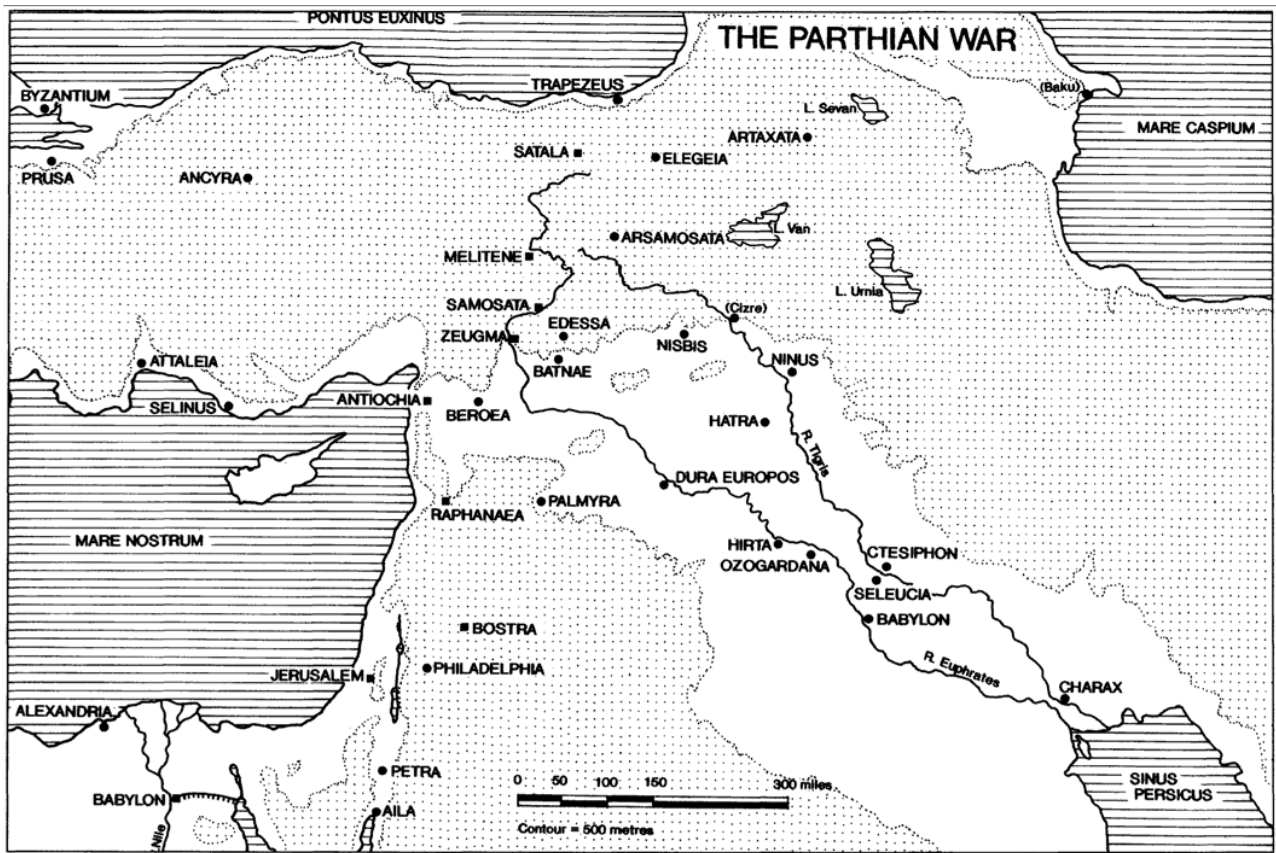 PONTUS EUXINUS
THE PARTHIAN WAR
BYZANTIUM
TRAPEZEUS
(Baku)
L. Sevan
MARE CASPIUM
ARTAXATA
SATALA
ELEGEIA
PRUSA
ANCYRA
ARSAMOSATA
L. Van
MELITENE
L. Urnia
SAMOSATA
(Cizre)
EDESSA
ZEUGMA
NISBIS
ATTALEIA
BATNAE
NINUS
ANTIOCHIA
SELINUS
BEROEA
HATRA
R. Tigris
DURA EUROPOS
RAPHANAEA
PALMYRA
MARE NOSTRUM
HIRTA
OZOGARDANA
CTESIPHON
SELEUCIA
BABYLON
BOSTRA
PHILADELPHIA
JERUSALEM
R. Euphrates
CHARAX
ALEXANDRIA
PETRA
0 50 100 150 300 miles
SINUS
PERSICUS
BABYLON
AILA
Nile
Contour = 500 metres